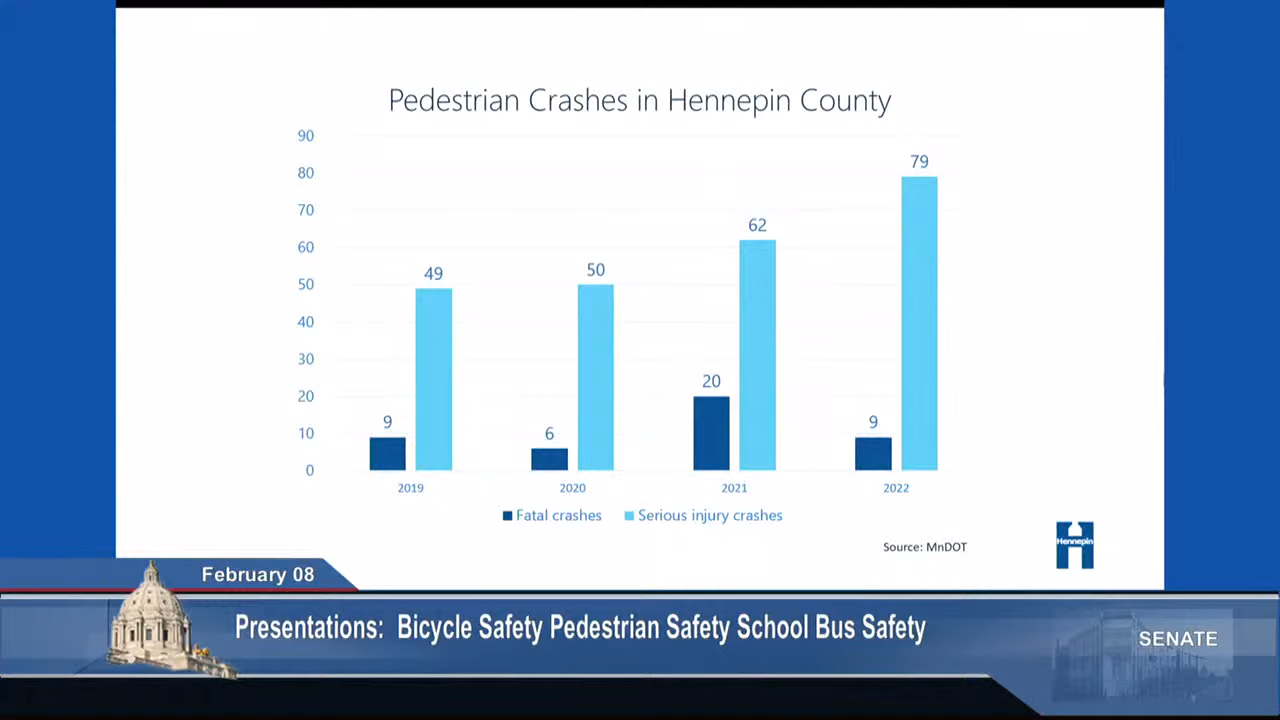 Pedestrian Crashes in Hennepin County
90
80
70
60
50
40
30
20
10
0
9
49
6
50
20
62
9
79
2019
2020
2021
2022
Fatal crashes
Serious injury crashes
Source: MnDOT
Hennepin
February 08
Presentations: Bicycle Safety Pedestrian Safety School Bus Safety
SENATE